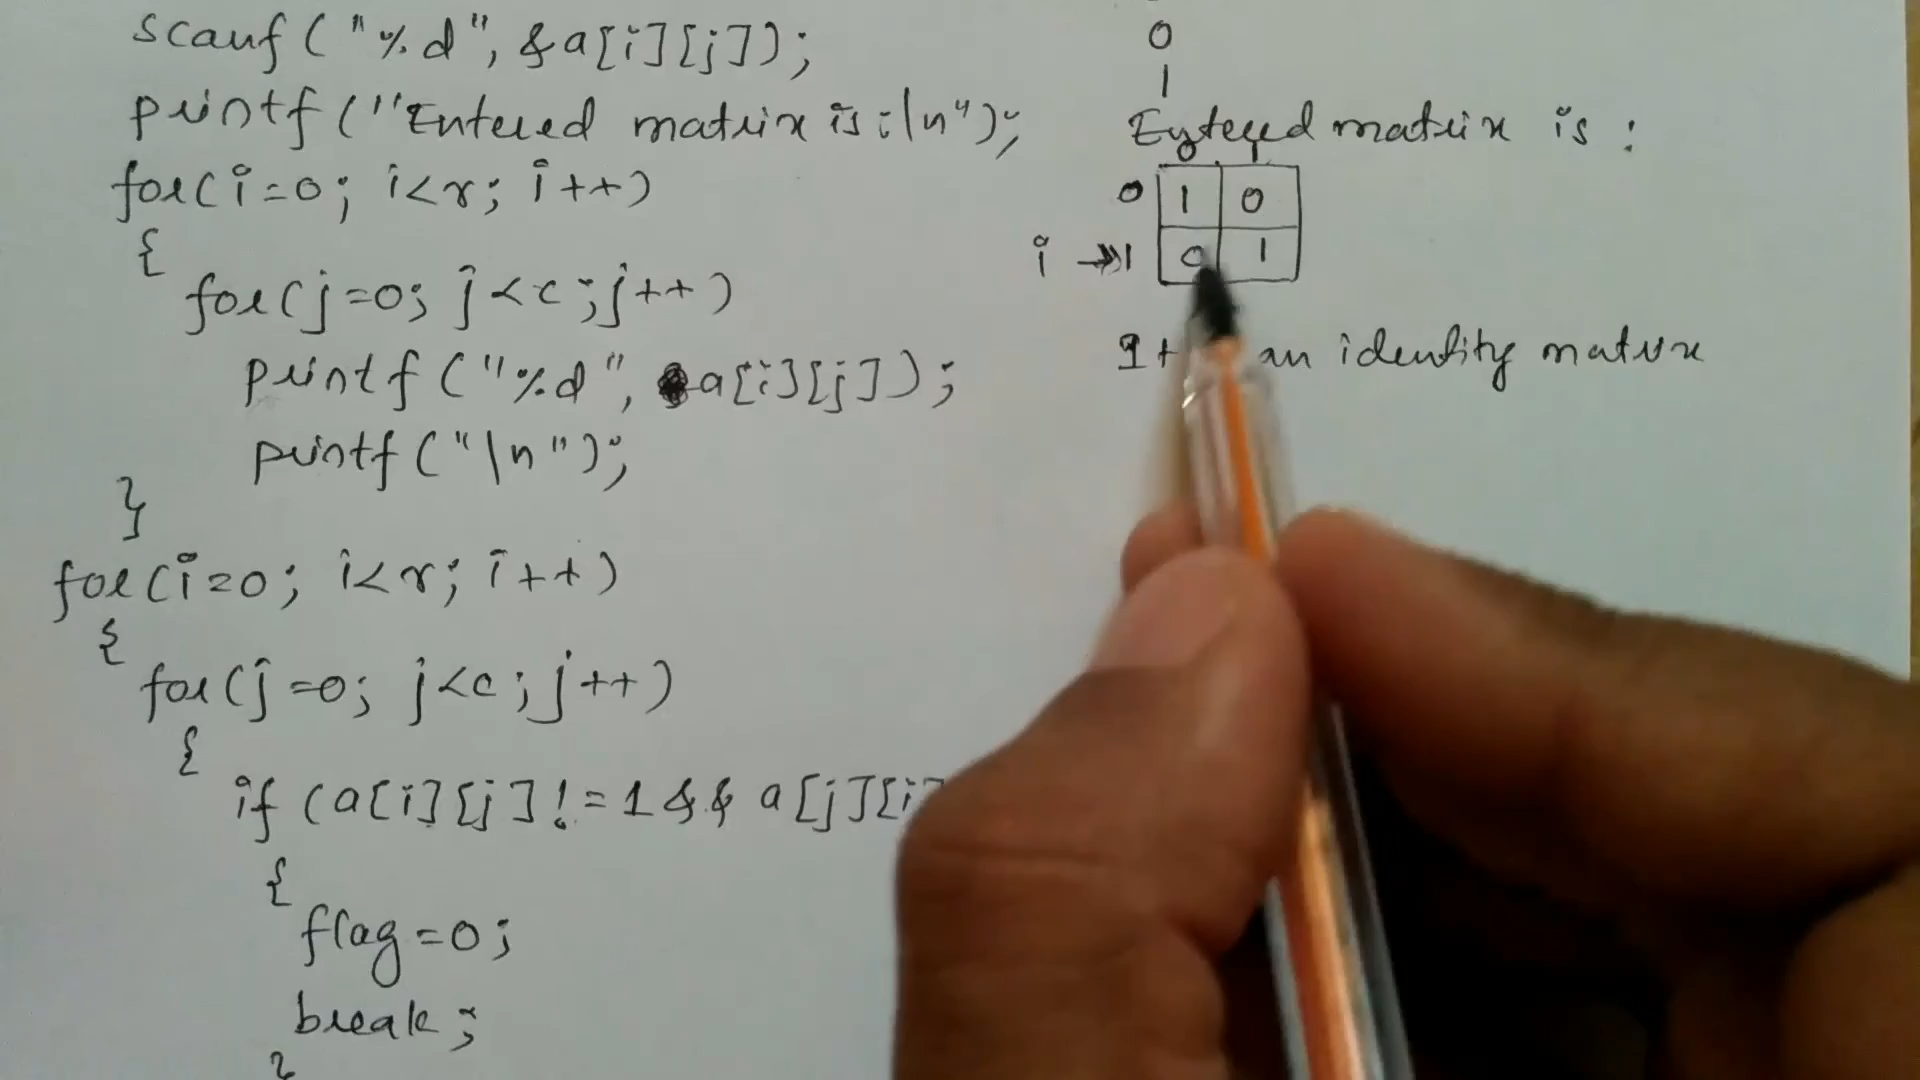 scanf("%d", &a[i][j]);
printf("Entered matrix is:\n");
for(i=0; i<r; i++)
{
for(j=0; j<c; j++)
printf("%d", a[i][j]);
printf("\n");
}
for(i=0; i<r; i++)
{
for(j=0; j<c; j++)
{
if (a[i][j]!=1 && a[j][i]
{
flag=0;
break;
}
0
1
Entered matrix is:
0 1
0 1 0
i → 1 0 1
an identity matrix